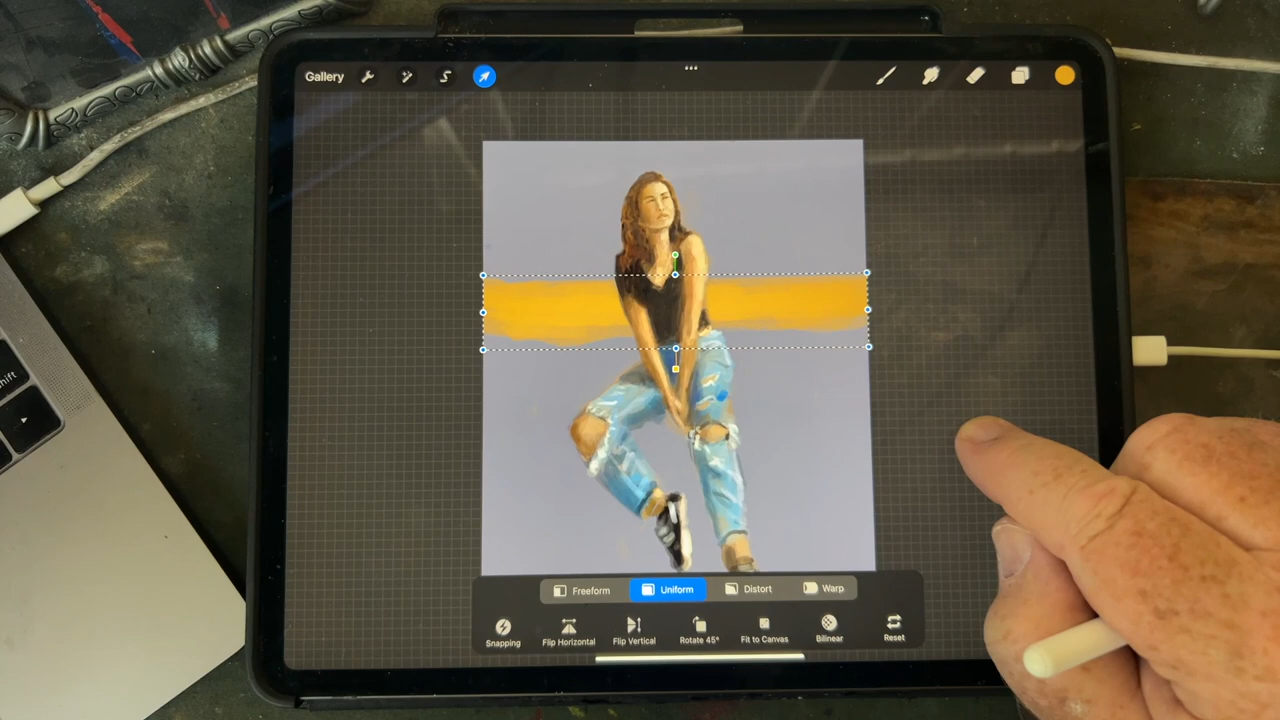 Gallery
shift
Freeform
Uniform
Distort
Warp
Snapping
Flip Horizontal
Flip Vertical
Rotate 45°
Fit to Canvas
Bilinear
Reset